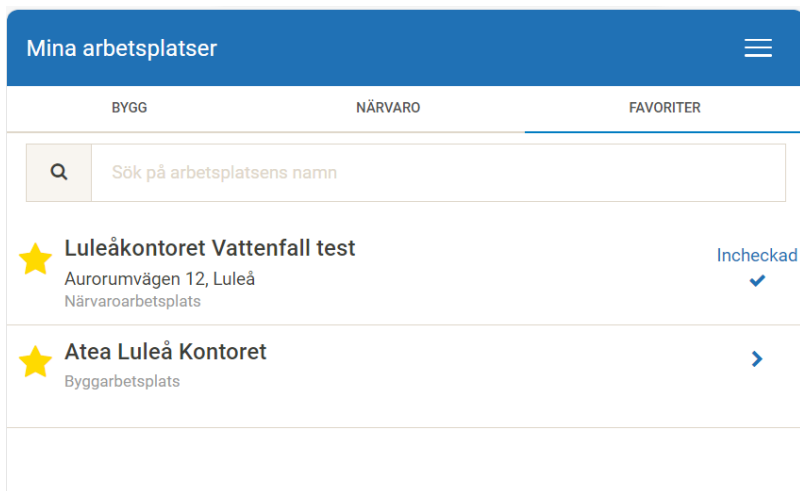 Mina arbetsplatser
BYGG NÄRVARO FAVORITER
Sök på arbetsplatsens namn
Luleåkontoret Vattenfall test
Incheckad
Aurorumvägen 12, Luleå
Närvaroarbetsplats
Atea Luleå Kontoret
Byggarbetsplats